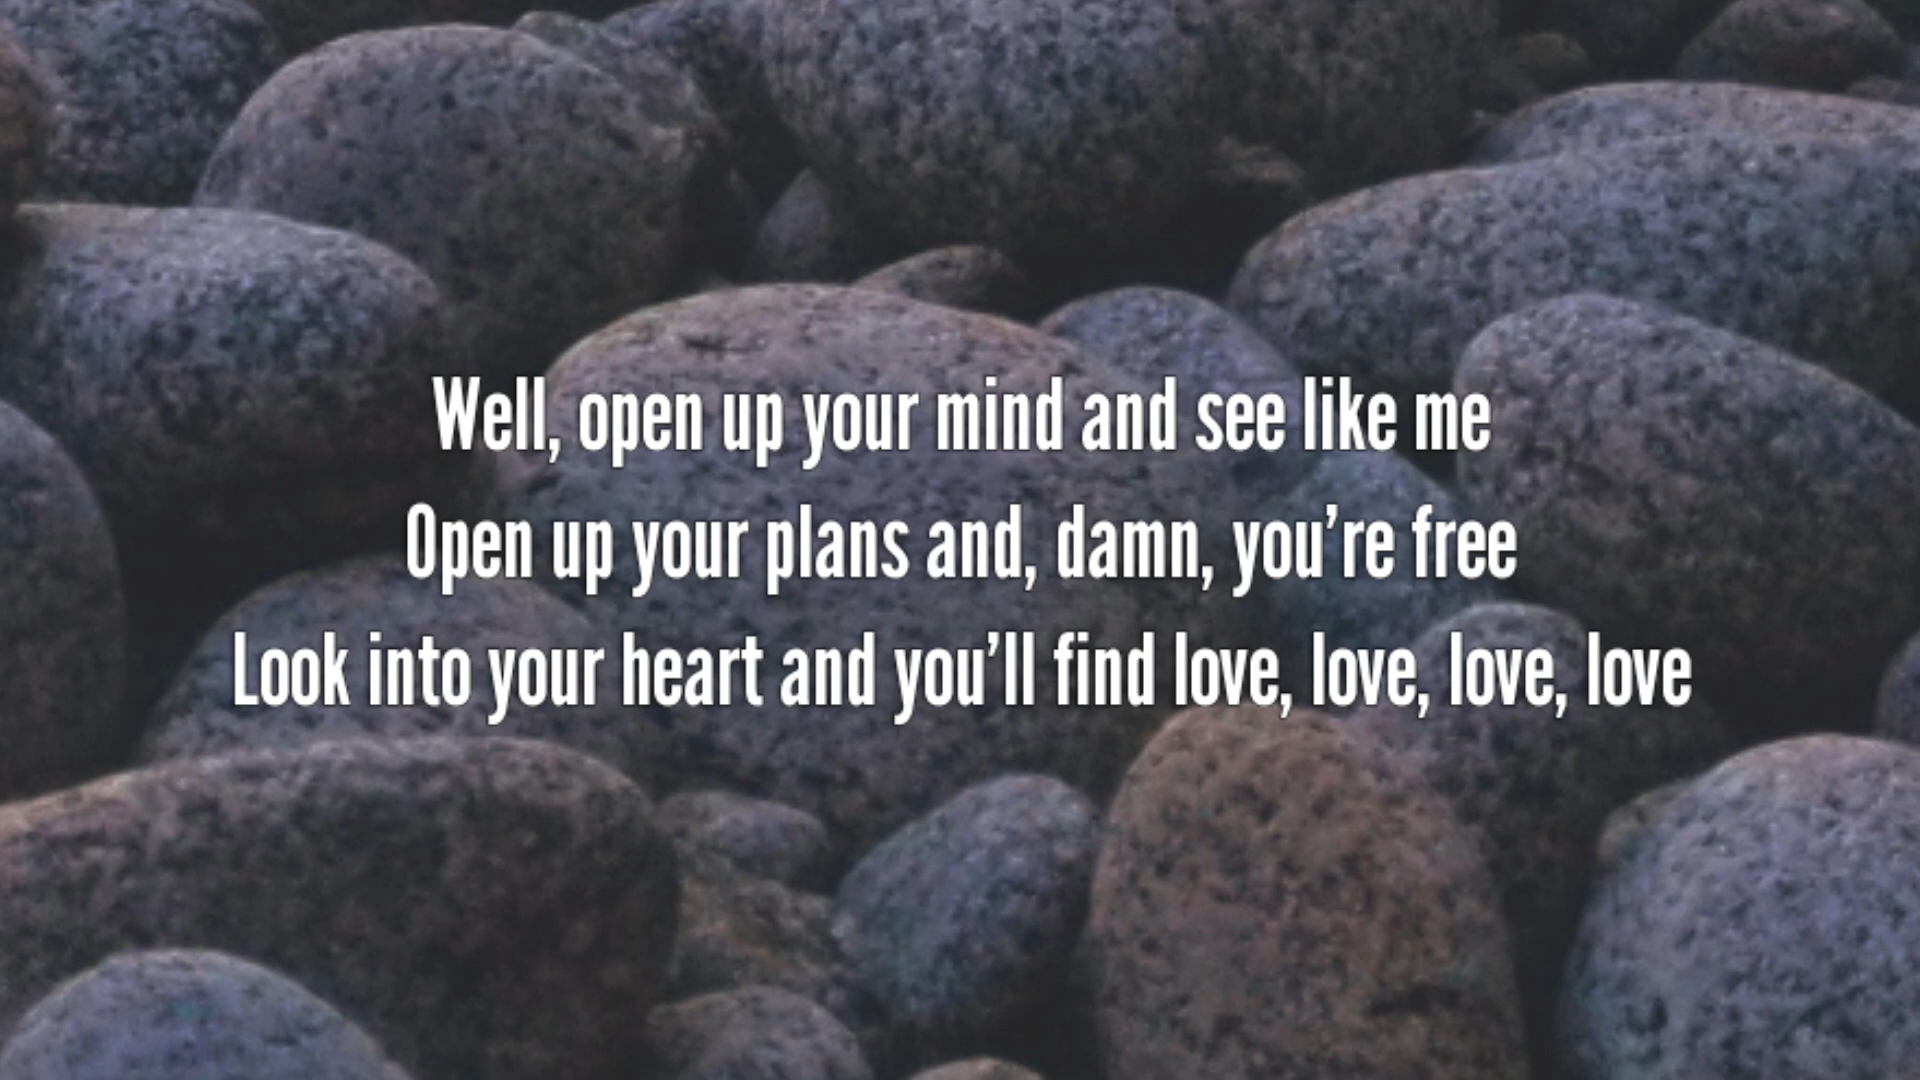 Well, open up your mind and see like me
Open up your plans and, damn, you’re free
Look into your heart and you’ll find love, love, love, love